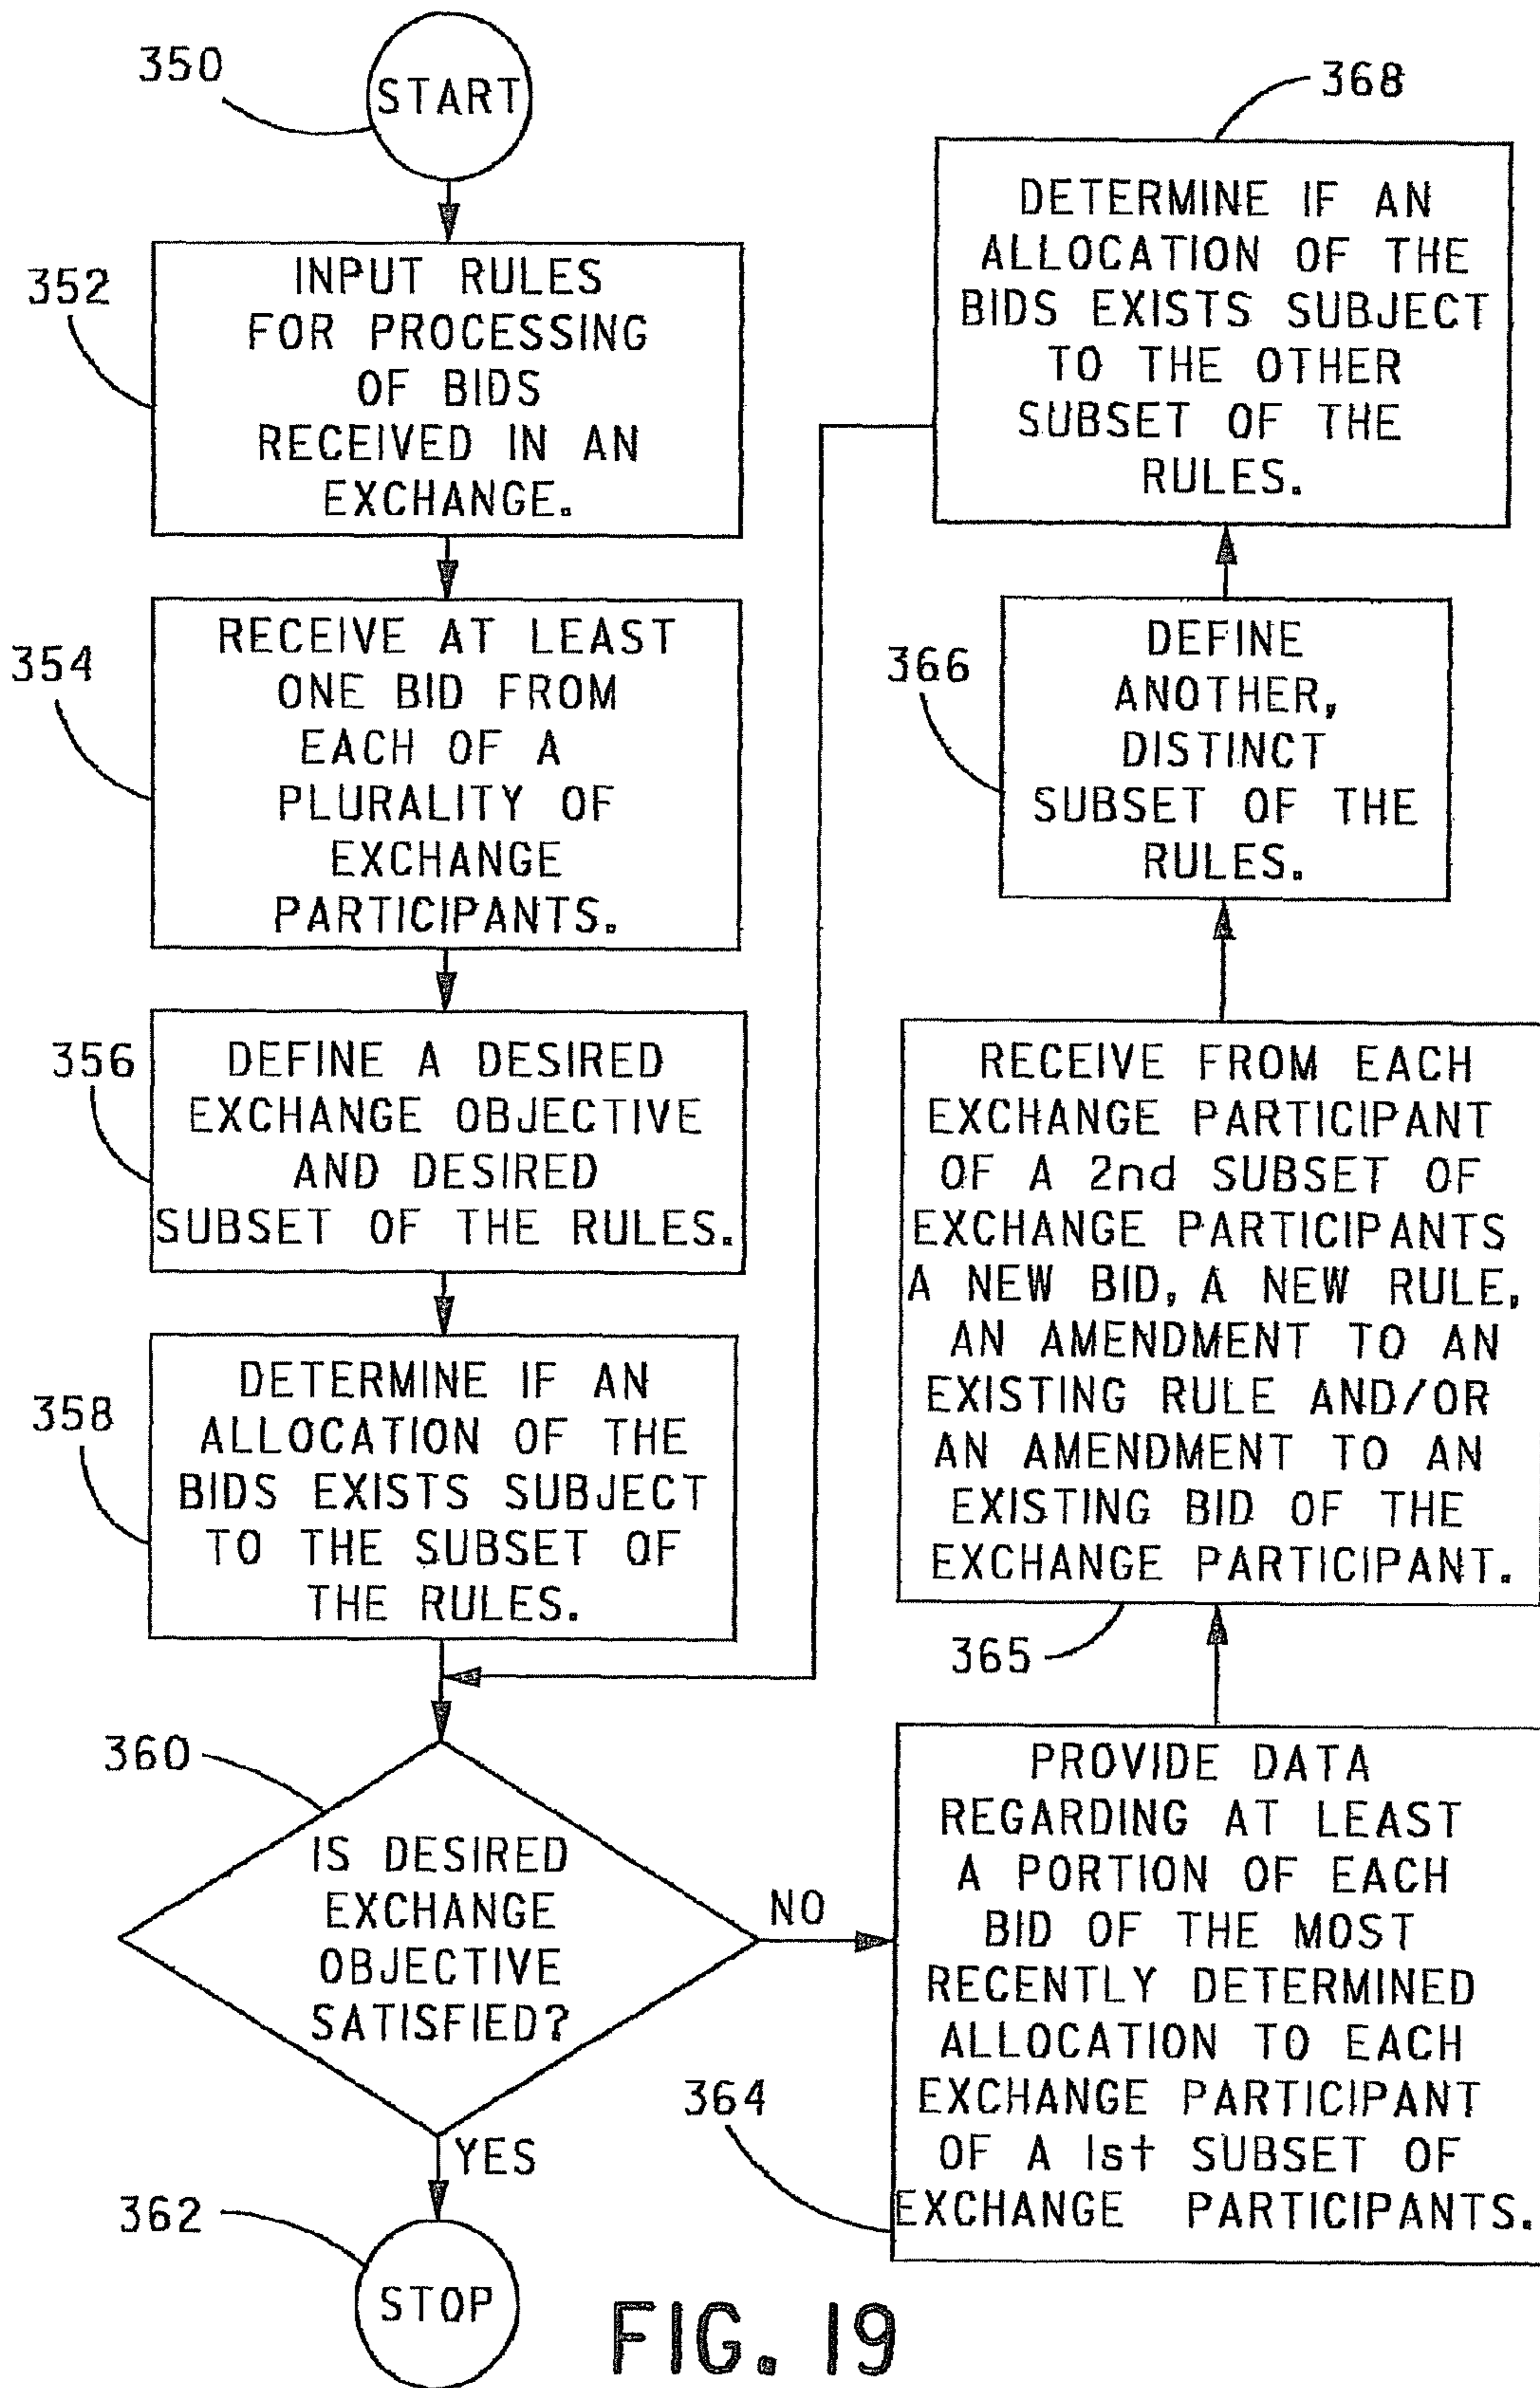 350
START
352
INPUT RULES
FOR PROCESSING
OF BIDS
RECEIVED IN AN
EXCHANGE.
354
RECEIVE AT LEAST
ONE BID FROM
EACH OF A
PLURALITY OF
EXCHANGE
PARTICIPANTS.
356
DEFINE A DESIRED
EXCHANGE OBJECTIVE
AND DESIRED
SUBSET OF THE RULES.
358
DETERMINE IF AN
ALLOCATION OF THE
BIDS EXISTS SUBJECT
TO THE SUBSET OF
THE RULES.
360
IS DESIRED
EXCHANGE
OBJECTIVE
SATISFIED?
NO
YES
362
STOP
364
PROVIDE DATA
REGARDING AT LEAST
A PORTION OF EACH
BID OF THE MOST
RECENTLY DETERMINED
ALLOCATION TO EACH
EXCHANGE PARTICIPANT
OF A 1st SUBSET OF
EXCHANGE PARTICIPANTS.
365
RECEIVE FROM EACH
EXCHANGE PARTICIPANT
OF A 2nd SUBSET OF
EXCHANGE PARTICIPANTS
A NEW BID, A NEW RULE,
AN AMENDMENT TO AN
EXISTING RULE AND/OR
AN AMENDMENT TO AN
EXISTING BID OF THE
EXCHANGE PARTICIPANT.
366
DEFINE
ANOTHER,
DISTINCT
SUBSET OF THE
RULES.
368
DETERMINE IF AN
ALLOCATION OF THE
BIDS EXISTS SUBJECT
TO THE OTHER
SUBSET OF THE
RULES.
FIG. 19